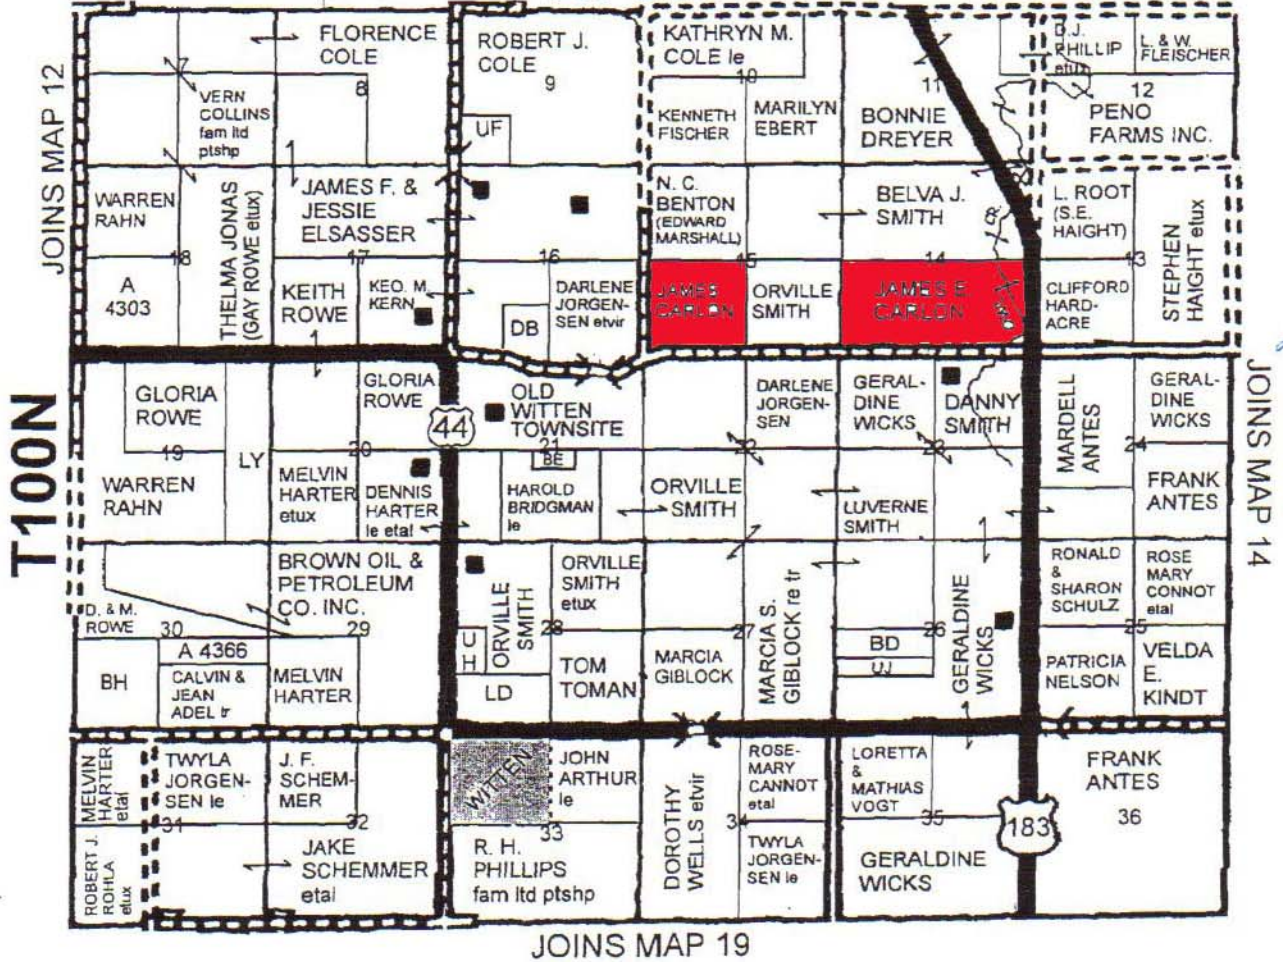 JOINS MAP 12
FLORENCE
COLE
ROBERT J.
COLE
KATHRYN M.
COLE le
D.J.
PHILLIP
etux
L. & W.
FLEISCHER
7
8
9
10
11
12
VERN
COLLINS
fam ltd
ptshp
UF
KENNETH
FISCHER
MARILYN
EBERT
BONNIE
DREYER
PENO
FARMS INC.
WARREN
RAHN
THELMA JONAS
(GAY ROWE etux)
JAMES F. &
JESSIE
ELSASSER
N. C.
BENTON
(EDWARD
MARSHALL)
BELVA J.
SMITH
L. ROOT
(S.E.
HAIGHT)
STEPHEN
HAIGHT etux
18
17
16
15
14
13
A
4303
KEITH
ROWE
KEO. M.
KERN
DB
DARLENE
JORGEN-
SEN etvir
JAMES
CARLON
ORVILLE
SMITH
JAMES E
CARLON
CLIFFORD
HARD-
ACRE
T100N
JOINS MAP 14
GLORIA
ROWE
GLORIA
ROWE
44
OLD
WITTEN
TOWNSITE
DARLENE
JORGEN-
SEN
GERAL-
DINE
WICKS
DANNY
SMITH
MARDELL
ANTES
GERAL-
DINE
WICKS
19
20
21
22
23
24
WARREN
RAHN
LY
MELVIN
HARTER
etux
DENNIS
HARTER
le etal
BE
HAROLD
BRIDGMAN
le
ORVILLE
SMITH
LUVERNE
SMITH
FRANK
ANTES
BROWN OIL &
PETROLEUM
CO. INC.
ORVILLE
SMITH
ORVILLE
SMITH
etux
MARCIA S.
GIBLOCK re tr
GERALDINE
WICKS
RONALD
&
SHARON
SCHULZ
ROSE
MARY
CONNOT
etal
D. & M.
ROWE
30
29
28
27
26
25
BH
A 4366
CALVIN &
JEAN
ADEL tr
MELVIN
HARTER
U
H
LD
TOM
TOMAN
MARCIA
GIBLOCK
BD
UJ
PATRICIA
NELSON
VELDA
E.
KINDT
MELVIN
HARTER
etal
TWYLA
JORGEN-
SEN le
J. F.
SCHEM-
MER
WITTEN
JOHN
ARTHUR
le
DOROTHY
WELLS etvir
ROSE-
MARY
CANNOT
etal
LORETTA
&
MATHIAS
VOGT
183
FRANK
ANTES
31
32
33
34
35
36
ROBERT J.
ROHLA
etux
JAKE
SCHEMMER
etal
R. H.
PHILLIPS
fam ltd ptshp
TWYLA
JORGEN-
SEN le
GERALDINE
WICKS
JOINS MAP 19